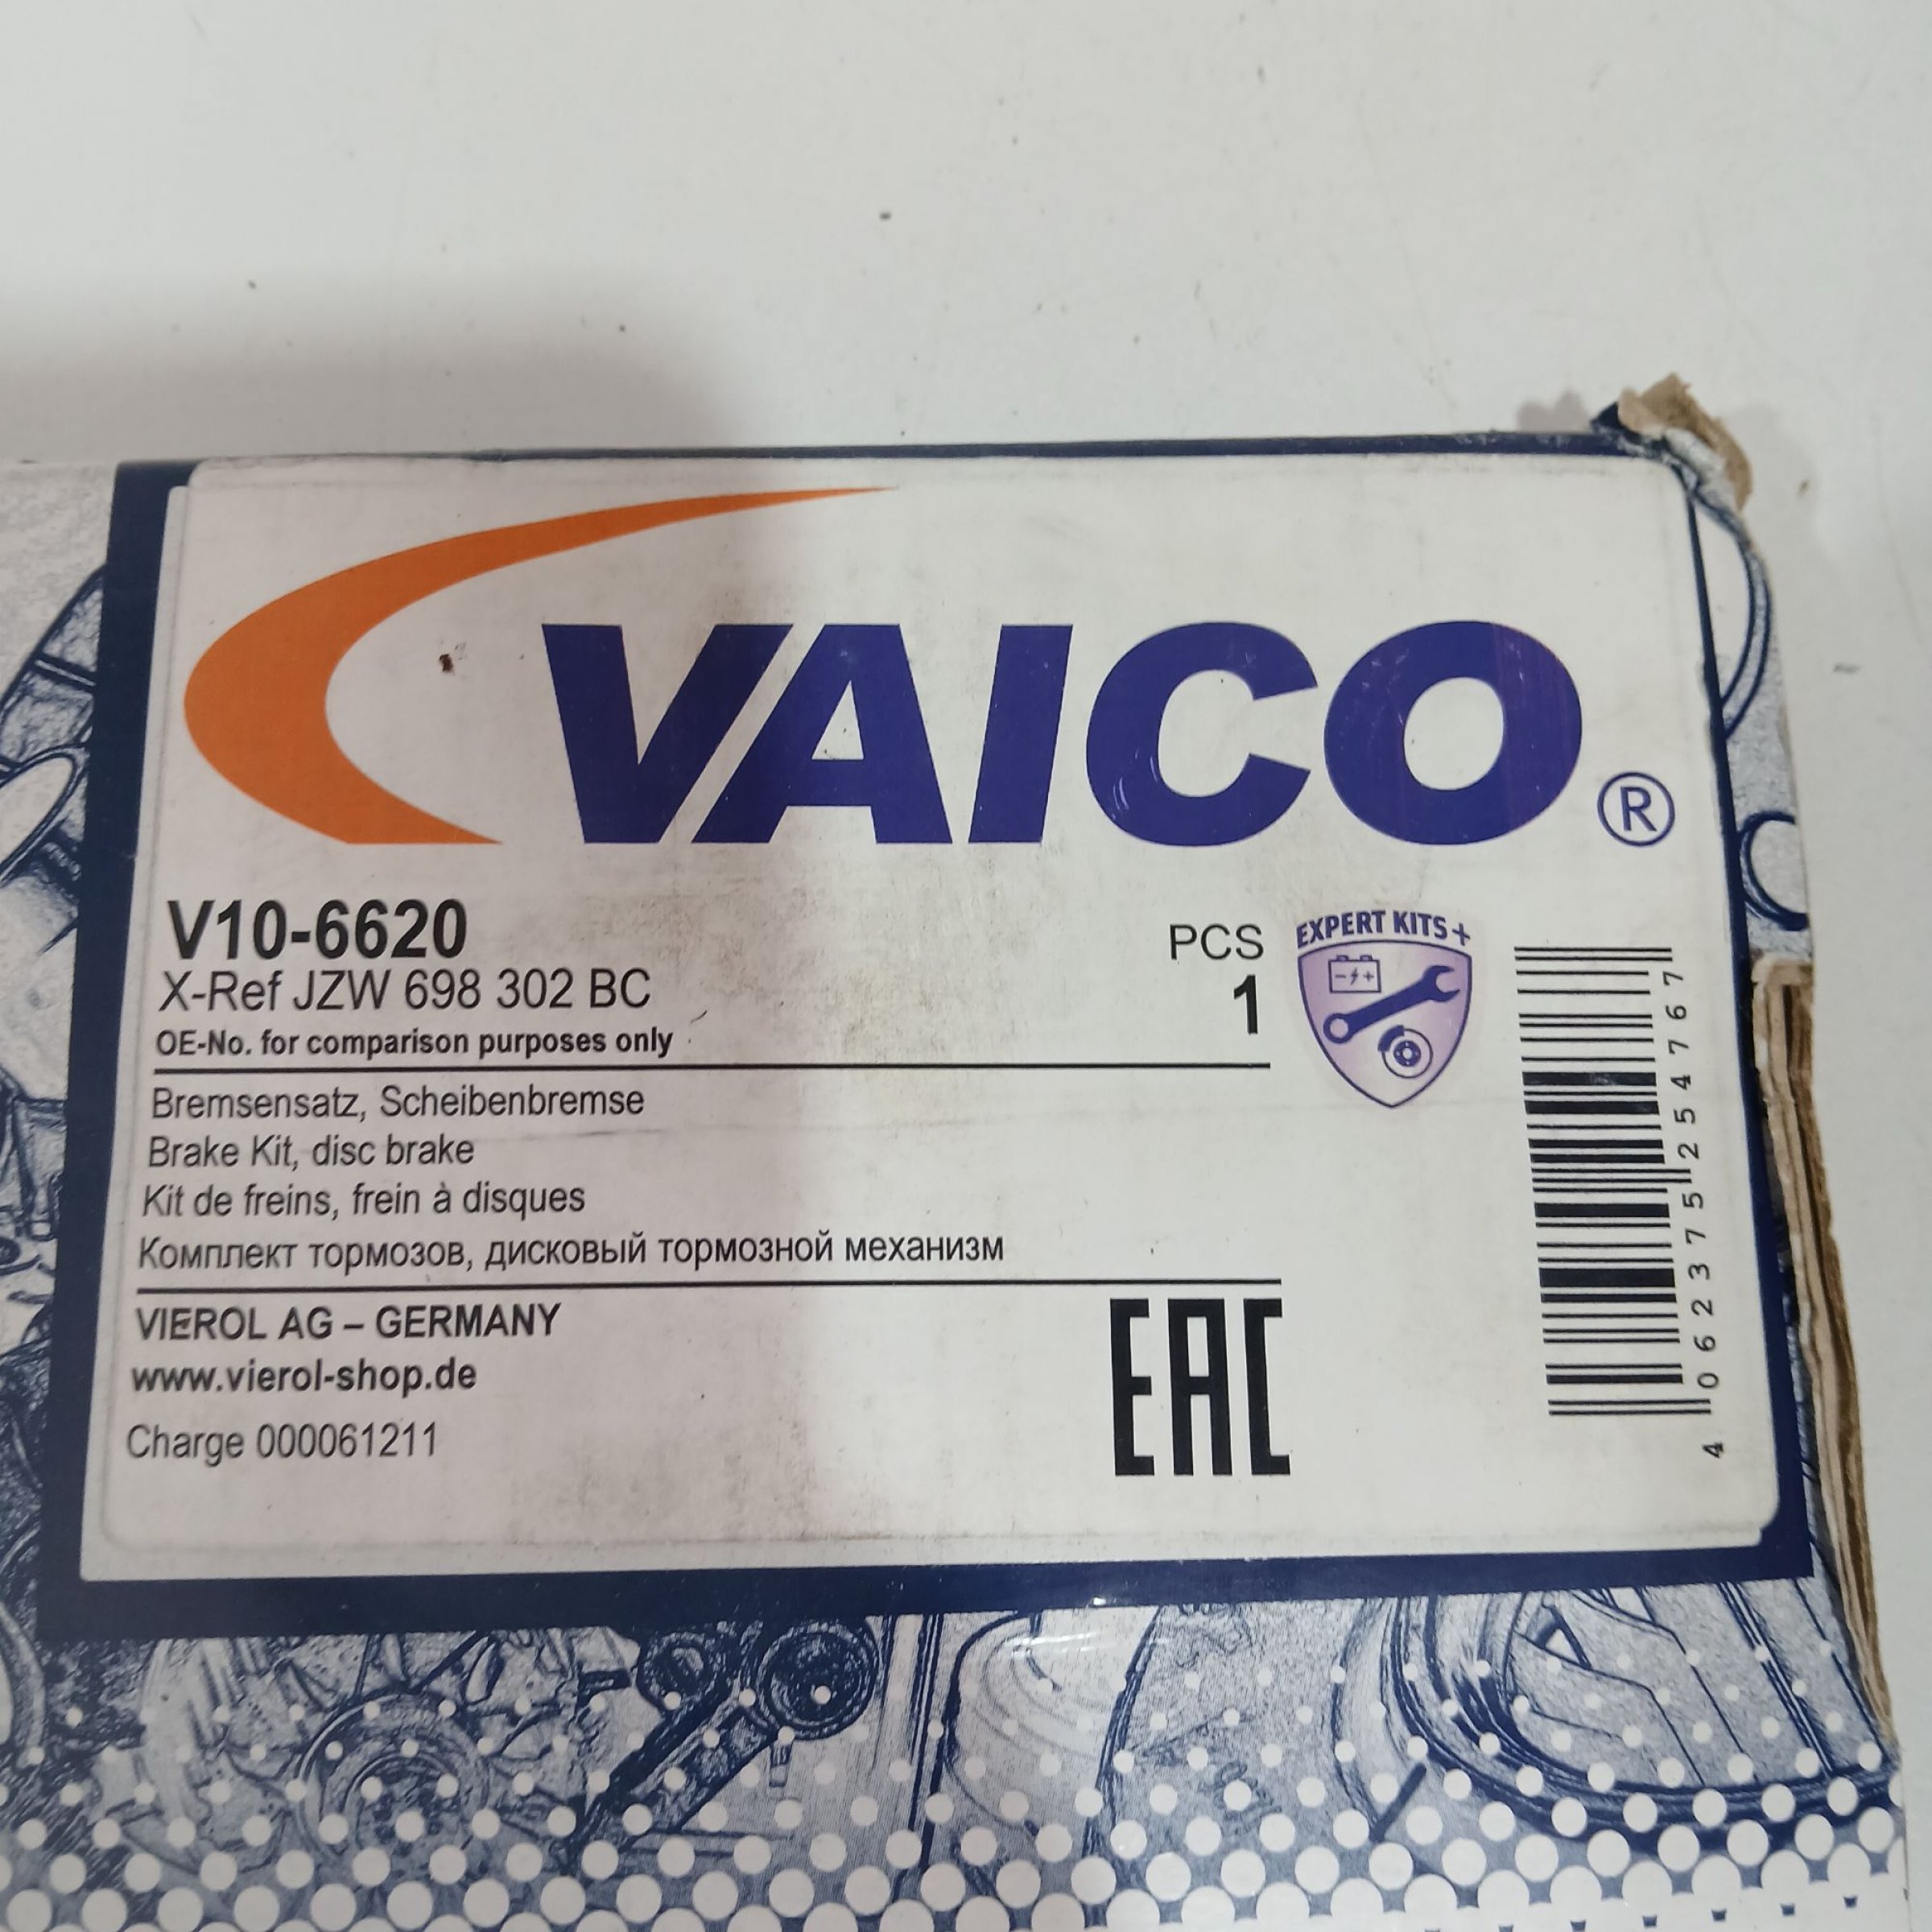 VAICO®
V10-6620
X-Ref JZW 698 302 BC
OE-No. for comparison purposes only
PCS
1
EXPERT KITS+
Bremsensatz, Scheibenbremse
Brake Kit, disc brake
Kit de freins, frein à disques
Комплект тормозов, дисковый тормозной механизм
VIEROL AG – GERMANY
www.vierol-shop.de
Charge 000061211
EAC
4 062375 254767